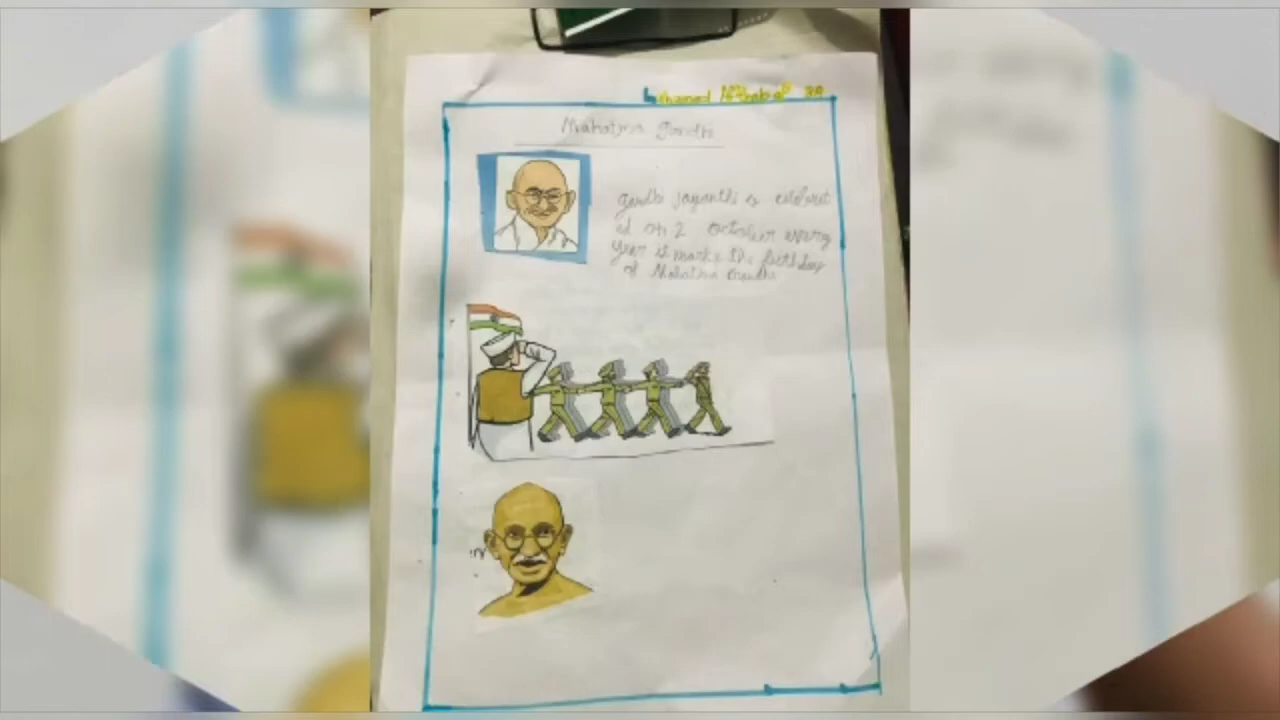 Mahatma Gandhi
Gandhi jayanthi is celebrat
ed on 2 october every
year it marks the birthday
of Mahatma Gandhi